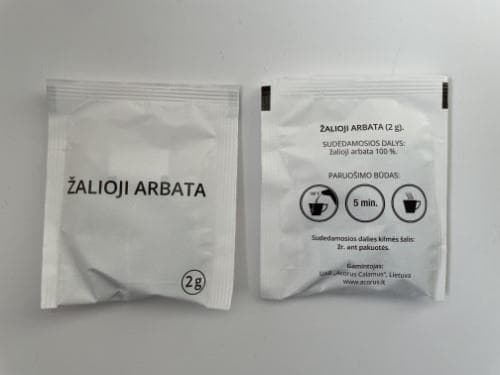 ŽALIOJI ARBATA
2g
ŽALIOJI ARBATA (2 g).
SUDEDAMOSIOS DALYS:
žalioji arbata 100 %.
PARUOŠIMO BŪDAS:
5 min.
Sudedamosios dalies kilmės šalis:
žr. ant pakuotės.
Gamintojas:
UAB „Acorus Calamus", Lietuva
www.acorus.lt